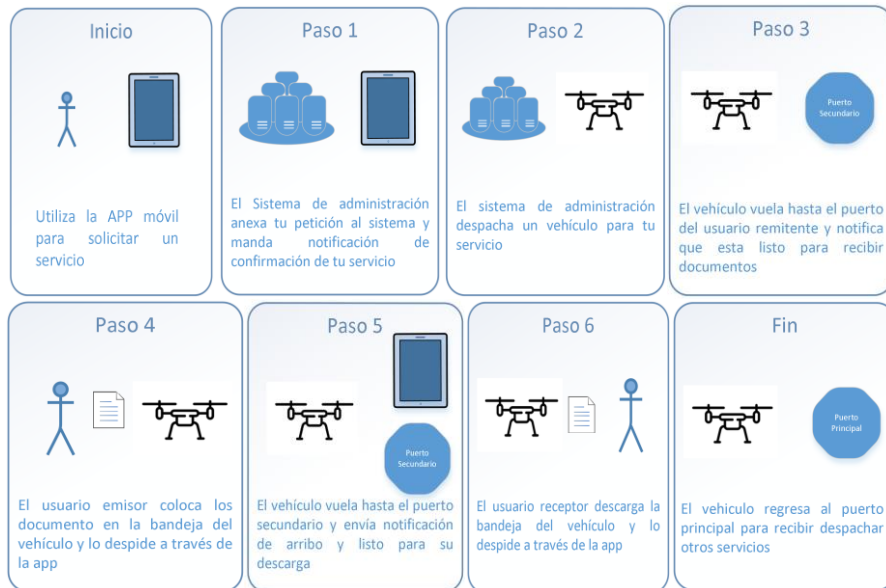 Inicio
Utiliza la APP móvil
para solicitar un
servicio
Paso 1
El Sistema de administración
anexa tu petición al sistema y
manda notificación de
confirmación de tu servicio
Paso 2
El sistema de administración
despacha un vehículo para tu
servicio
Paso 3
Puerto
Secundario
El vehículo vuela hasta el puerto
del usuario remitente y notifica
que esta listo para recibir
documentos
Paso 4
El usuario emisor coloca los
documento en la bandeja del
vehículo y lo despide a través de
la app
Paso 5
Puerto
Secundario
El vehículo vuela hasta el puerto
secundario y envía notificación
de arribo y listo para su
descarga
Paso 6
El usuario receptor descarga la
bandeja del vehículo y lo
despide a través de la app
Fin
Puerto
Principal
El vehiculo regresa al puerto
principal para recibir despachar
otros servicios